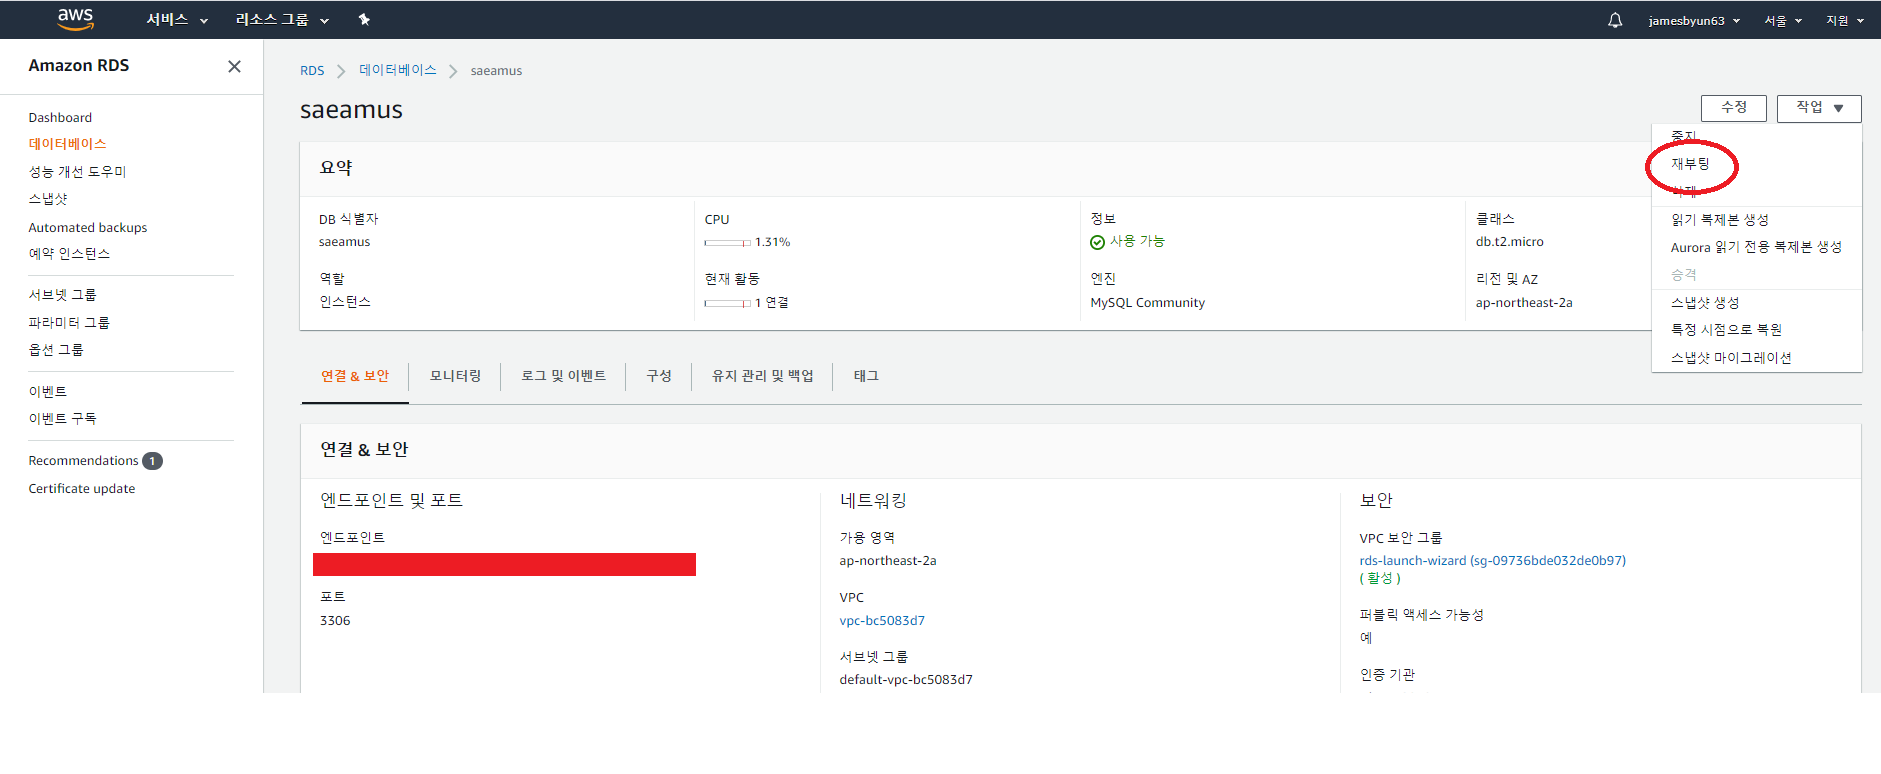 aws 서비스 리소스 그룹 jamesbyun63 서울 지원
Amazon RDS
Dashboard
데이터베이스
성능 개선 도우미
스냅샷
Automated backups
예약 인스턴스
서브넷 그룹
파라미터 그룹
옵션 그룹
이벤트
이벤트 구독
Recommendations 1
Certificate update
RDS 데이터베이스 saeamus
saeamus
수정 작업
중지
재부팅
삭제
읽기 복제본 생성
Aurora 읽기 전용 복제본 생성
승격
스냅샷 생성
특정 시점으로 복원
스냅샷 마이그레이션
요약
DB 식별자
saeamus
역할
인스턴스
CPU
1.31%
현재 활동
1 연결
정보
사용 가능
엔진
MySQL Community
클래스
db.t2.micro
리전 및 AZ
ap-northeast-2a
연결 & 보안 모니터링 로그 및 이벤트 구성 유지 관리 및 백업 태그
연결 & 보안
엔드포인트 및 포트
엔드포인트
포트
3306
네트워킹
가용 영역
ap-northeast-2a
VPC
vpc-bc5083d7
서브넷 그룹
default-vpc-bc5083d7
보안
VPC 보안 그룹
rds-launch-wizard (sg-09736bde032de0b97)
( 활성 )
퍼블릭 액세스 가능성
예
인증 기관